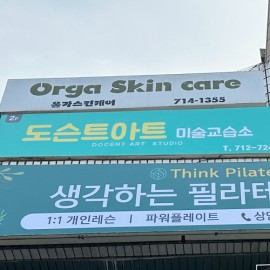 Orga Skin care
올가스킨케어 714-1355
2F 도슨트아트 미술교습소
DOCENT ART STUDIO
T. 712-72
Think Pilate
생각하는 필라테
1:1 개인레슨 | 파워플레이트